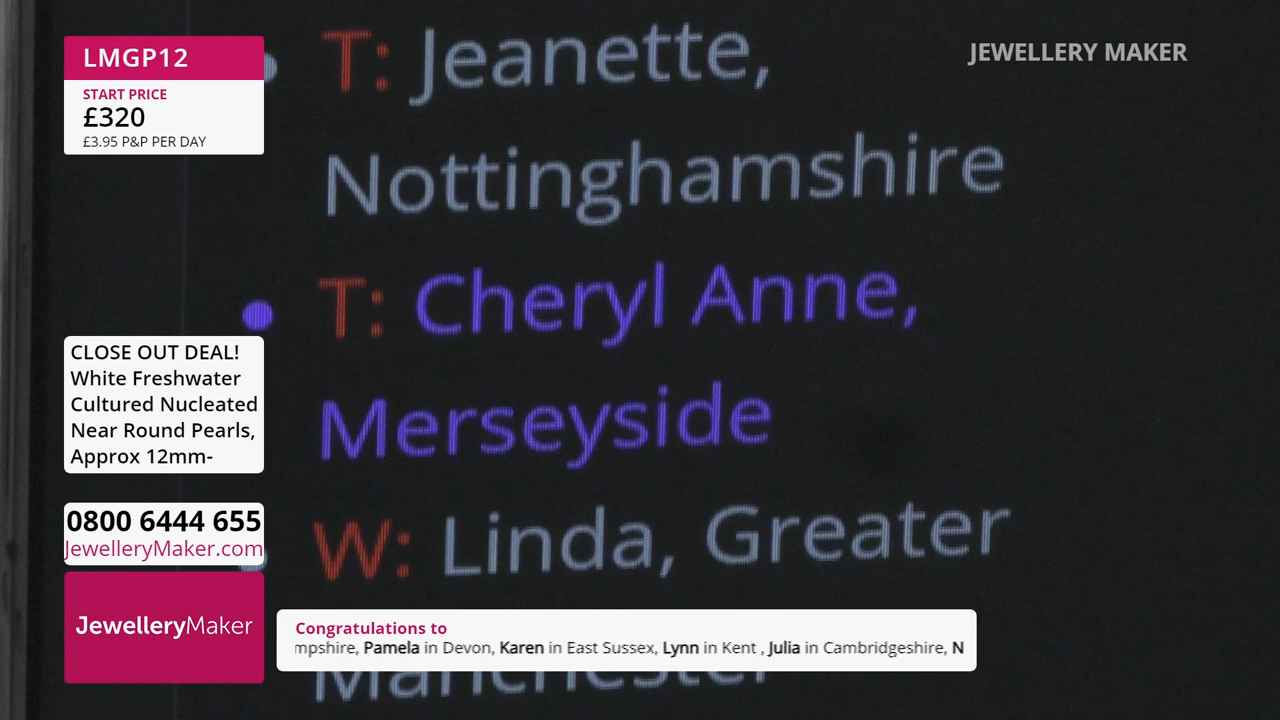 LMGP12
START PRICE
£320
£3.95 P&P PER DAY
JEWELLERY MAKER
T: Jeanette,
Nottinghamshire
T: Cheryl Anne,
Merseyside
W: Linda, Greater
Manchester
CLOSE OUT DEAL!
White Freshwater
Cultured Nucleated
Near Round Pearls,
Approx 12mm-
0800 6444 655
JewelleryMaker.com
JewelleryMaker
Congratulations to
mpshire, Pamela in Devon, Karen in East Sussex, Lynn in Kent , Julia in Cambridgeshire, N